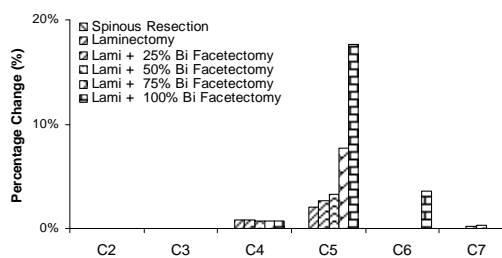 20%
Spinous Resection
Laminectomy
Lami + 25% Bi Facetectomy
Lami + 50% Bi Facetectomy
Lami + 75% Bi Facetectomy
Lami + 100% Bi Facetectomy
Percentage Change (%)
10%
0%
C2 C3 C4 C5 C6 C7